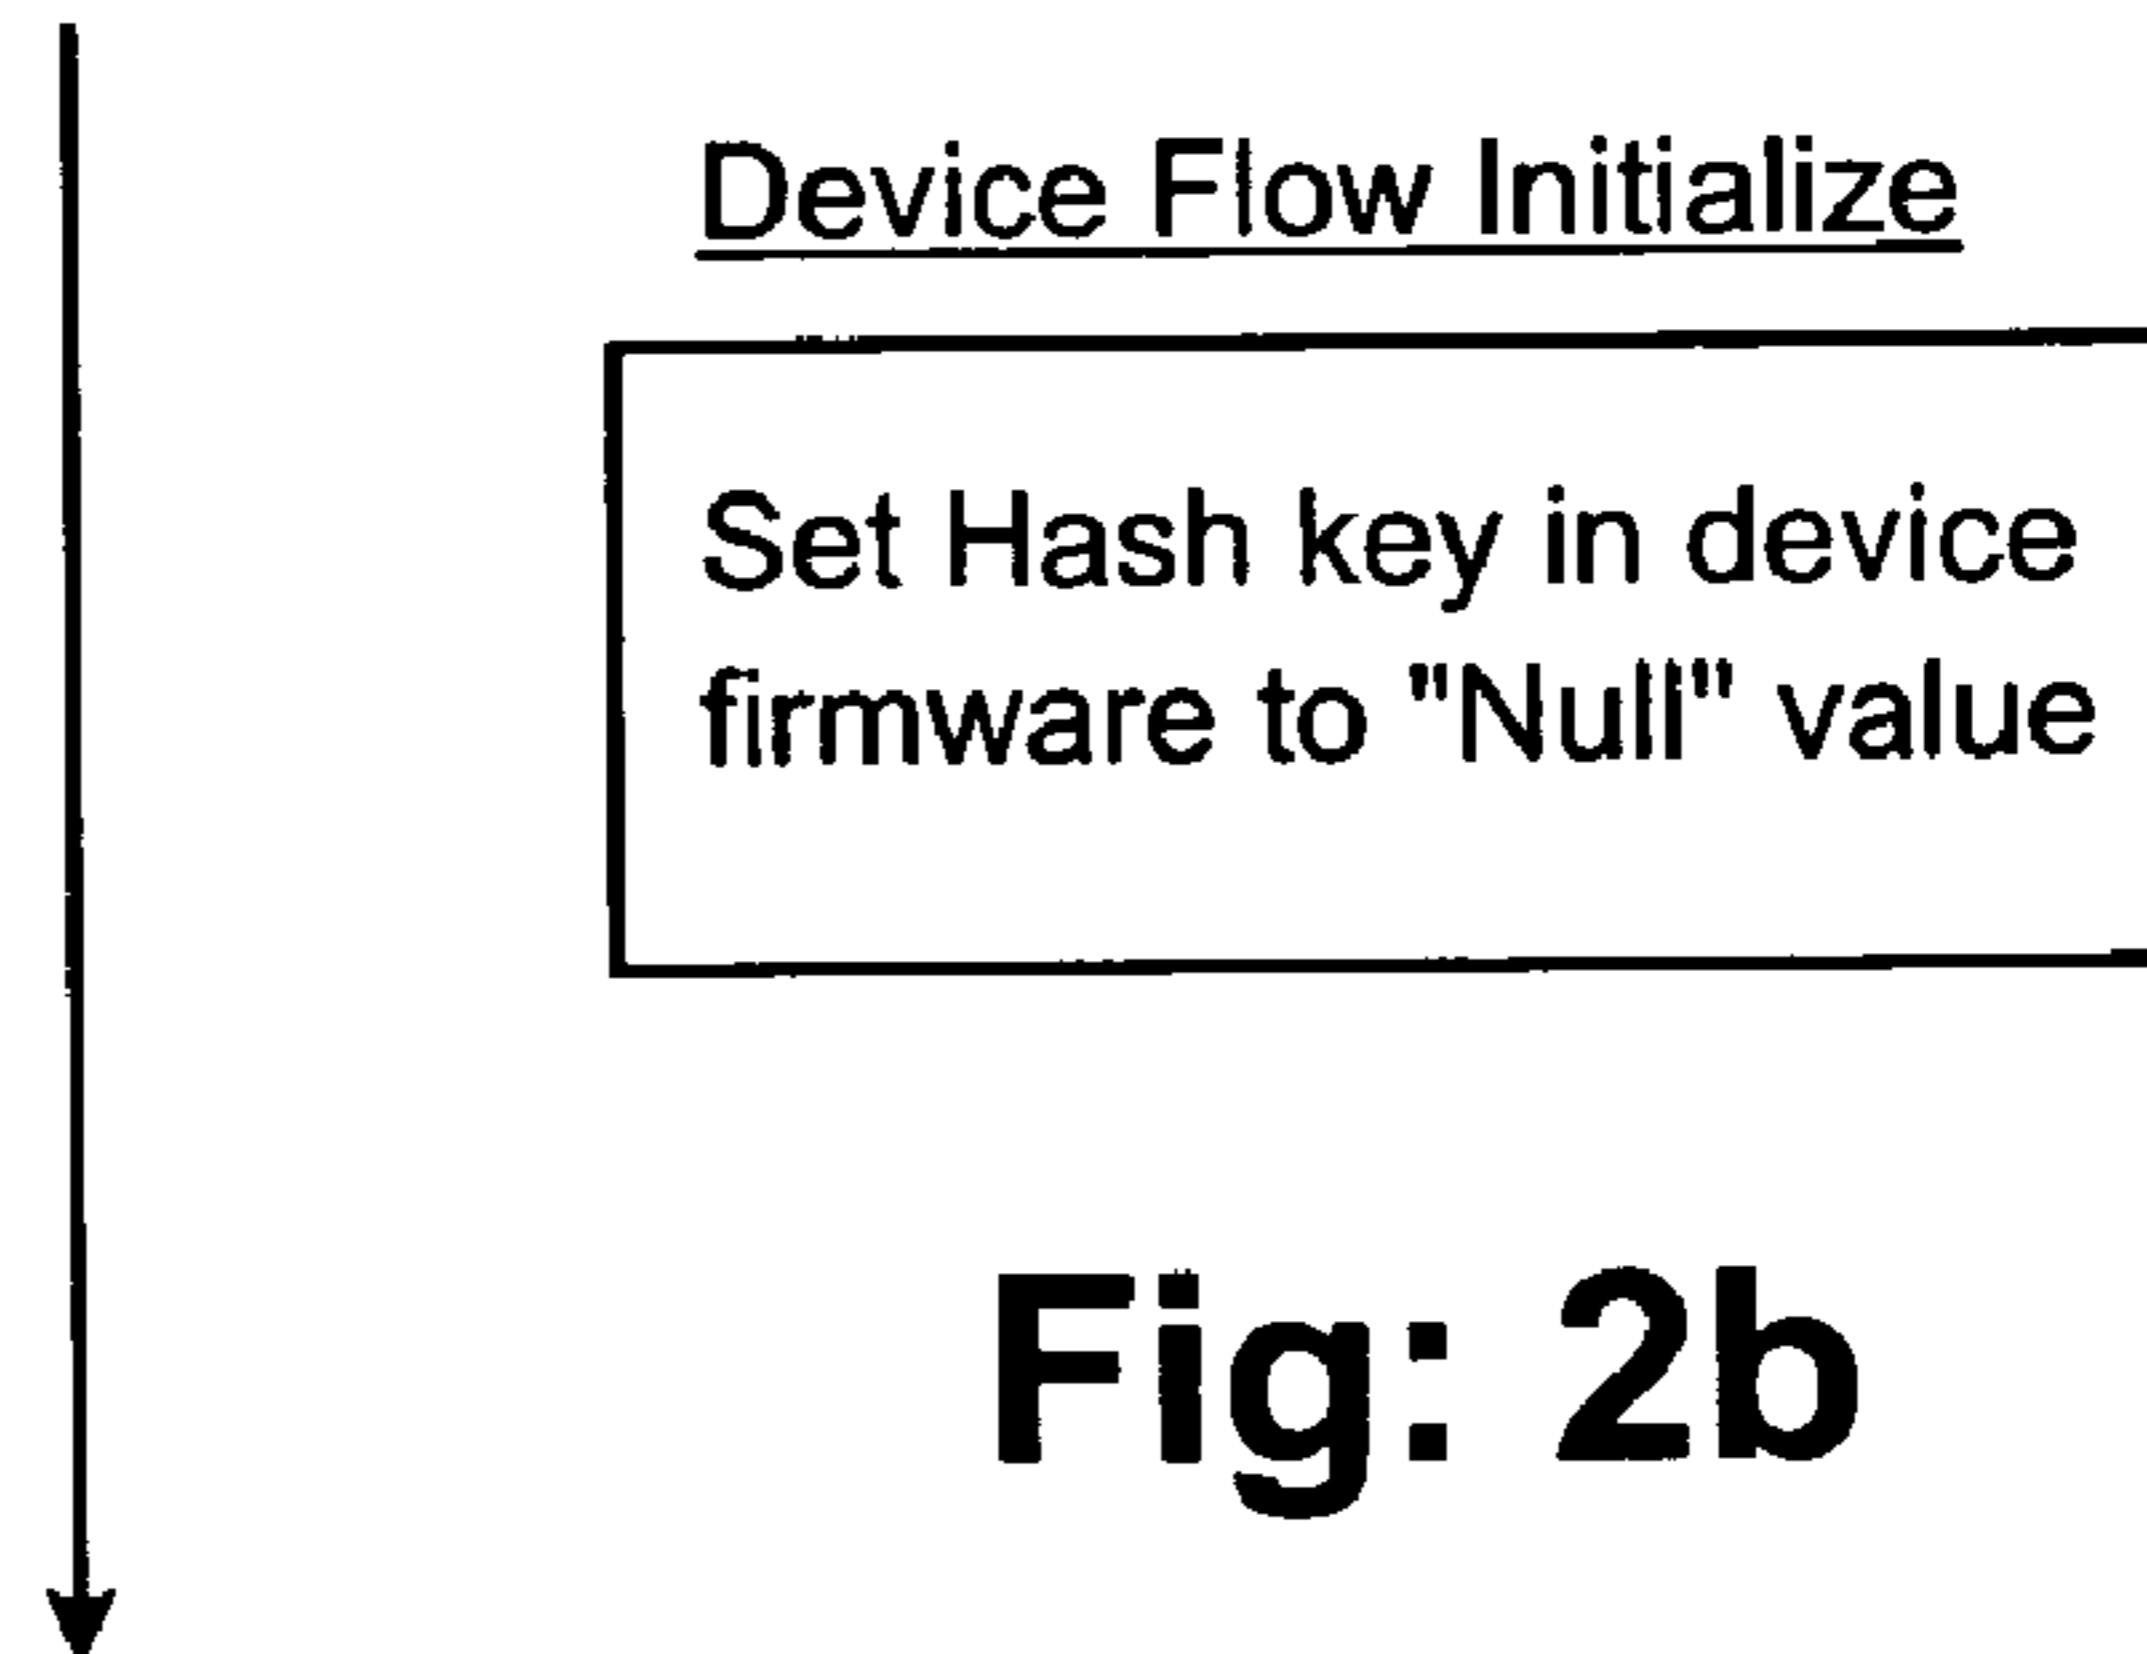 Device Flow Initialize
Set Hash key in device
firmware to "Null" value
Fig: 2b